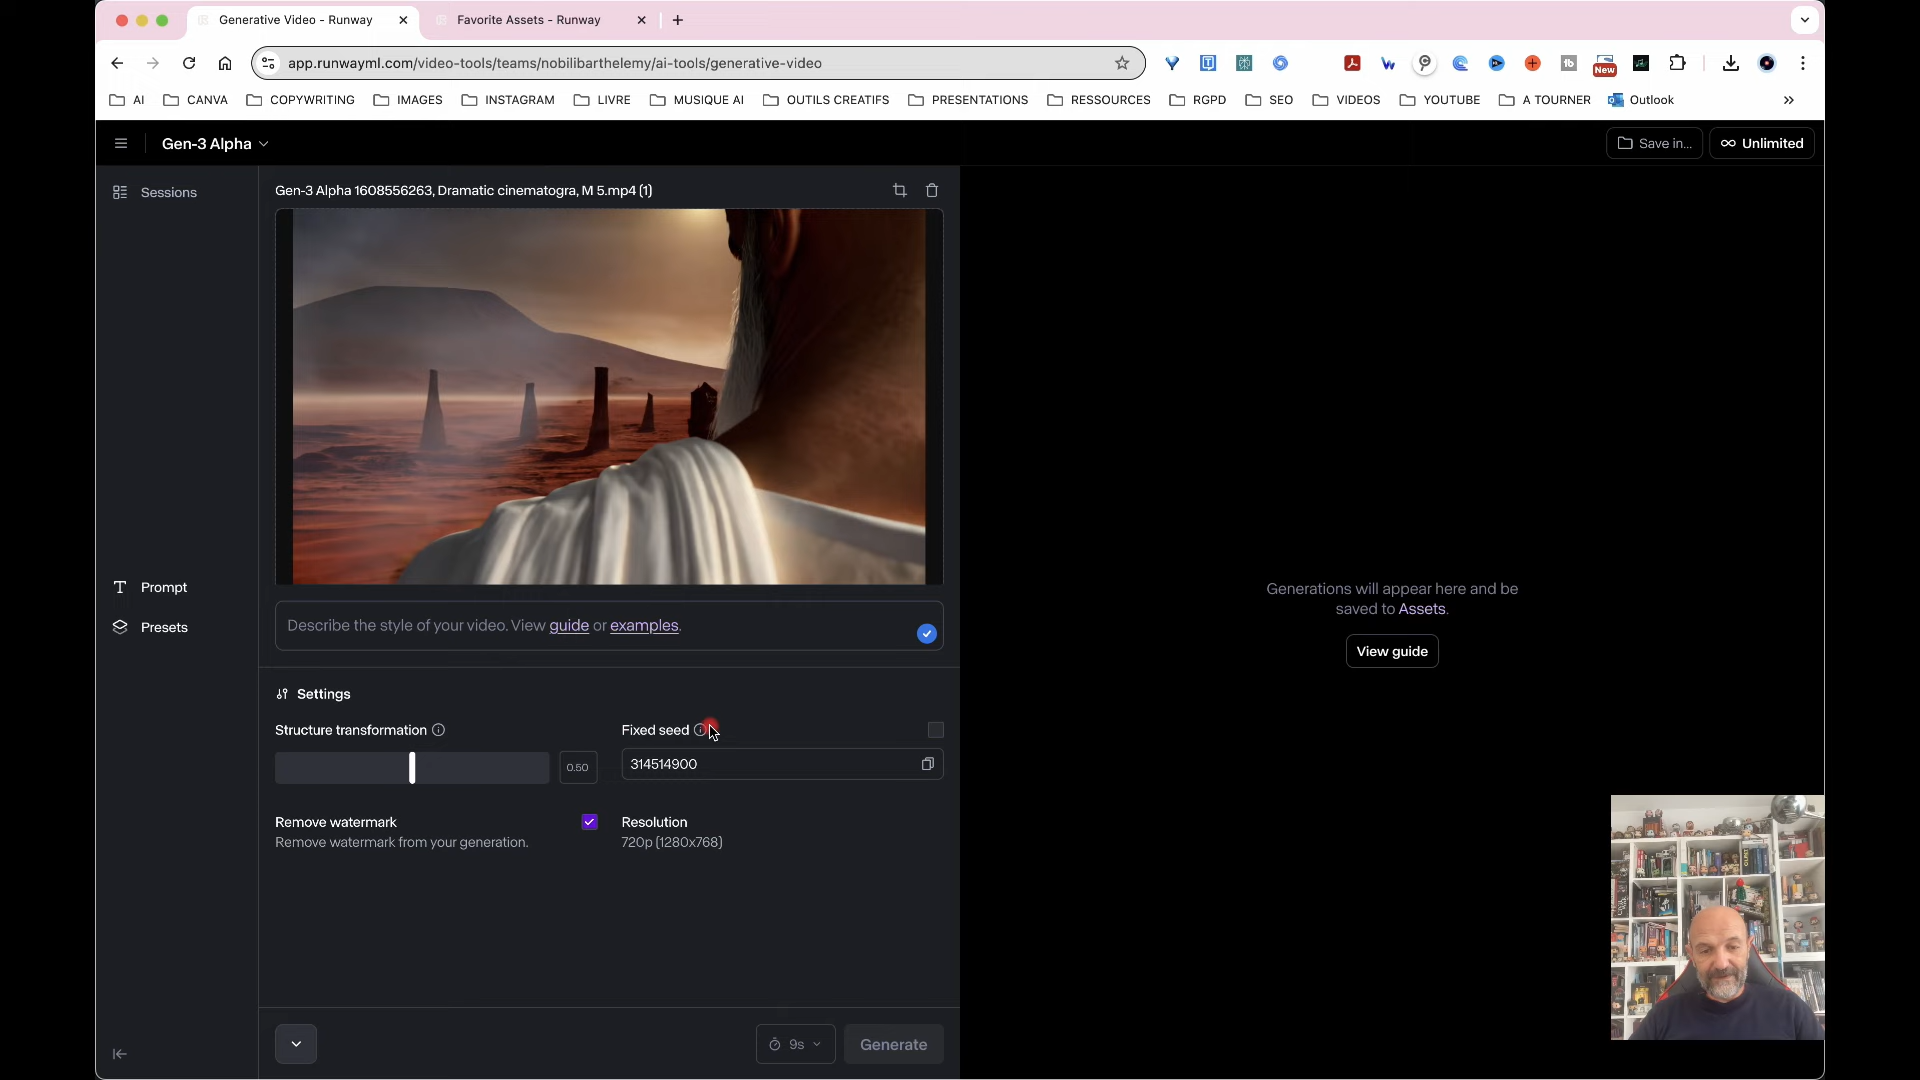 Generative Video - Runway
Favorite Assets - Runway
app.runwayml.com/video-tools/teams/nobilibarthelemy/ai-tools/generative-video
New
AI
CANVA
COPYWRITING
IMAGES
INSTAGRAM
LIVRE
MUSIQUE AI
OUTILS CREATIFS
PRESENTATIONS
RESSOURCES
RGPD
SEO
VIDEOS
YOUTUBE
A TOURNER
Outlook
Gen-3 Alpha
Save in...
Unlimited
Sessions
Gen-3 Alpha 1608556263, Dramatic cinematogra, M 5.mp4 (1)
Prompt
Presets
Describe the style of your video. View guide or examples.
Generations will appear here and be
saved to Assets.
View guide
Settings
Structure transformation
0.50
Fixed seed
314514900
Remove watermark
Remove watermark from your generation.
Resolution
720p (1280x768)
9s
Generate